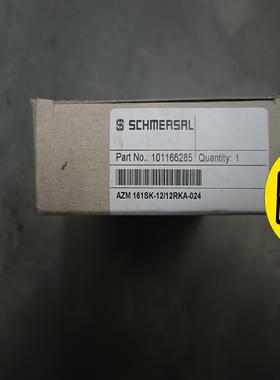 SCHMERSAL
Part No.: 101166285 Quantity: 1
AZM 161SK-12/12RKA-024